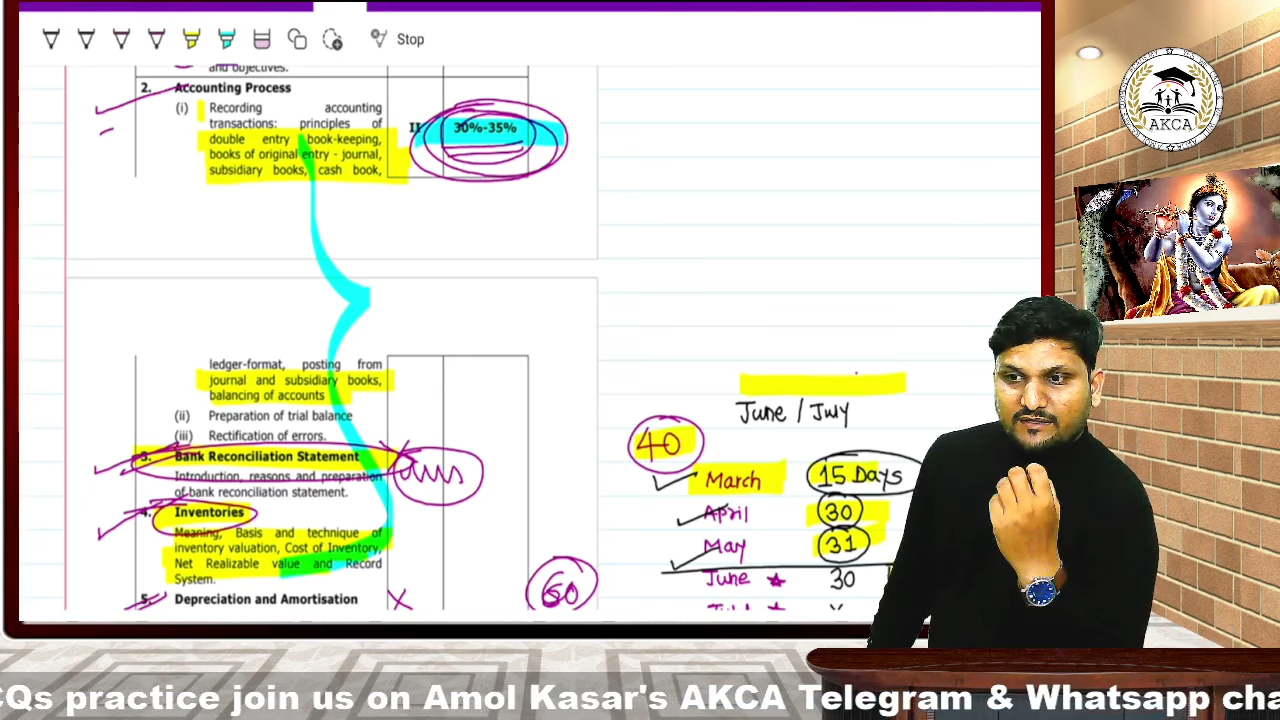 Stop
and objectives.
2. Accounting Process
(i) Recording accounting
transactions: principles of
double entry book-keeping,
books of original entry - journal,
subsidiary books, cash book,
II
30%-35%
ledger-format, posting from
journal and subsidiary books,
balancing of accounts
(ii) Preparation of trial balance
(iii) Rectification of errors.
3. Bank Reconciliation Statement
Introduction, reasons and preparation
of bank reconciliation statement.
4. Inventories
Meaning, Basis and technique of
inventory valuation, Cost of Inventory,
Net Realizable value and Record
System.
5. Depreciation and Amortisation
60
June / July
40
March 15 Days
April 30
May 31
June 30
AKCA
CQs practice join us on Amol Kasar's AKCA Telegram & Whatsapp cha